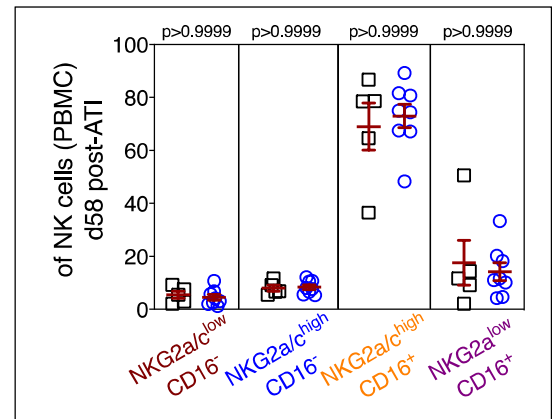 p>0.9999 p>0.9999 p>0.9999 p>0.9999
of NK cells (PBMC)
d58 post-ATI
100
80
60
40
20
0
NKG2a/c^low
CD16^-
NKG2a/c^high
CD16^-
NKG2a/c^high
CD16^+
NKG2a^low
CD16^+